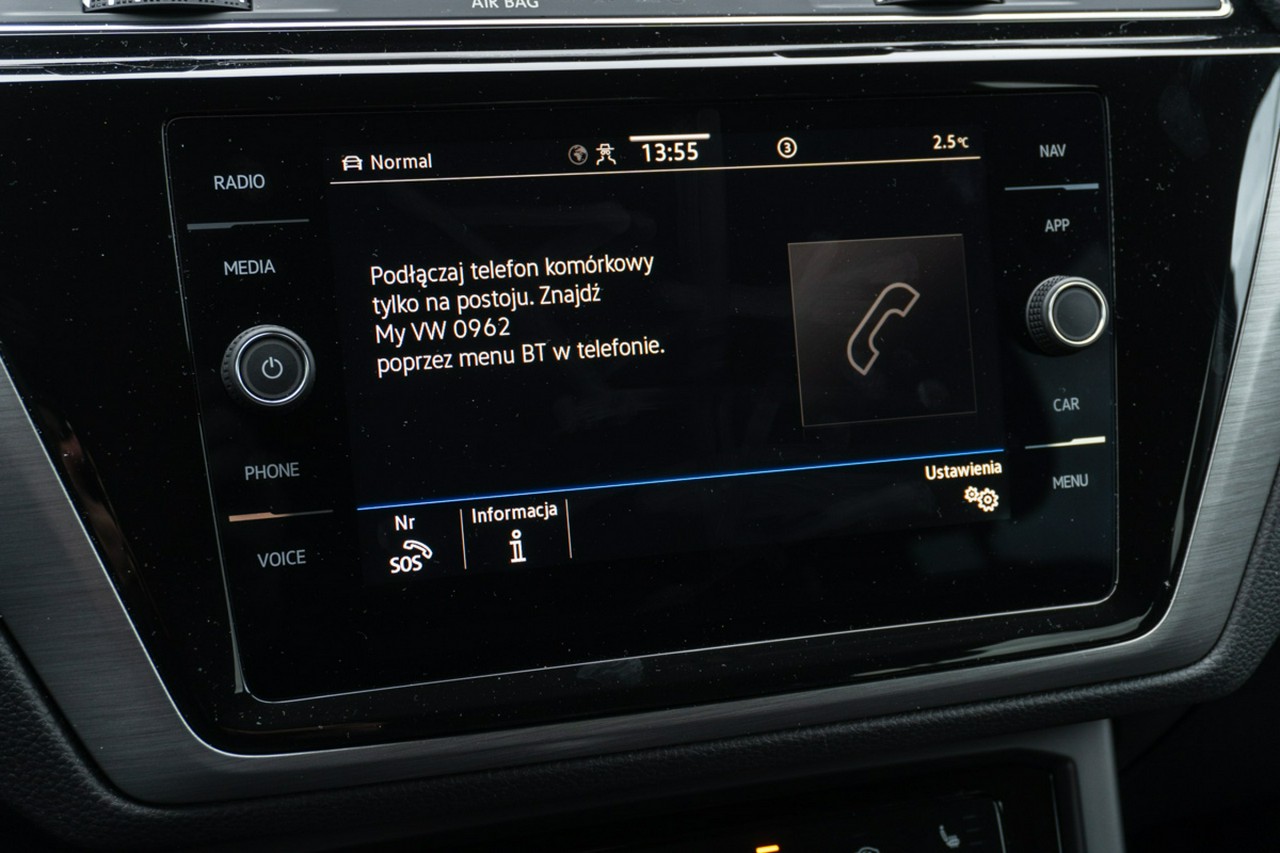 AIR BAG
Normal
13:55
3
2.5°C
RADIO
MEDIA
PHONE
VOICE
Podłączaj telefon komórkowy
tylko na postoju. Znajdź
My VW 0962
poprzez menu BT w telefonie.
Nr
SOS
Informacja
i
Ustawienia
NAV
APP
CAR
MENU